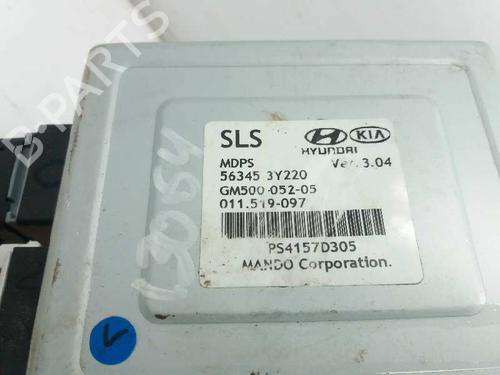 SLS
HYUNDAI
KIA
MDPS Ver. 3.04
56345 3Y220
GM500-052-05
011.519-097
PS4157D305
MANDO Corporation.
L3064
B-PARTS